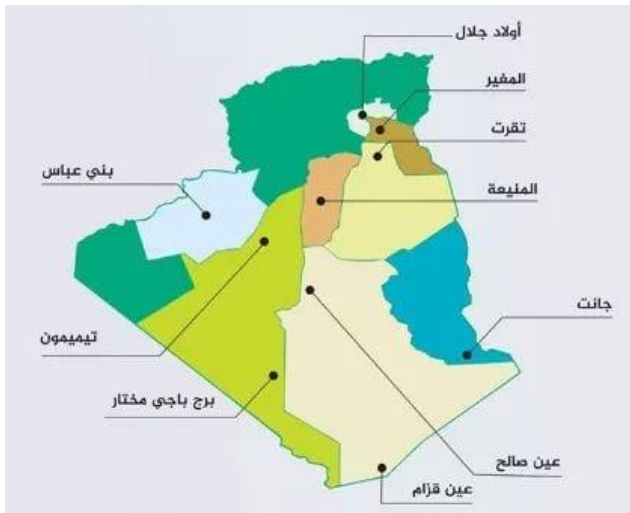 أولاد جلال
المغير
تقرت
المنيعة
بني عباس
جانت
تيميمون
برج باجي مختار
عين صالح
عين قزام